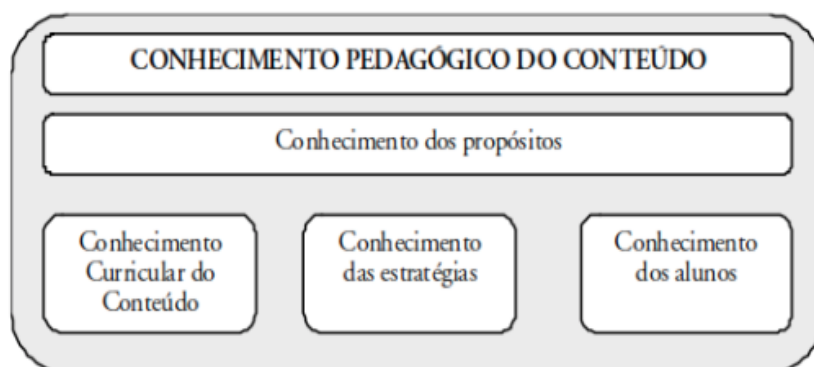 CONHECIMENTO PEDAGÓGICO DO CONTEÚDO
Conhecimento dos propósitos
Conhecimento
Curricular do
Conteúdo
Conhecimento
das estratégias
Conhecimento
dos alunos